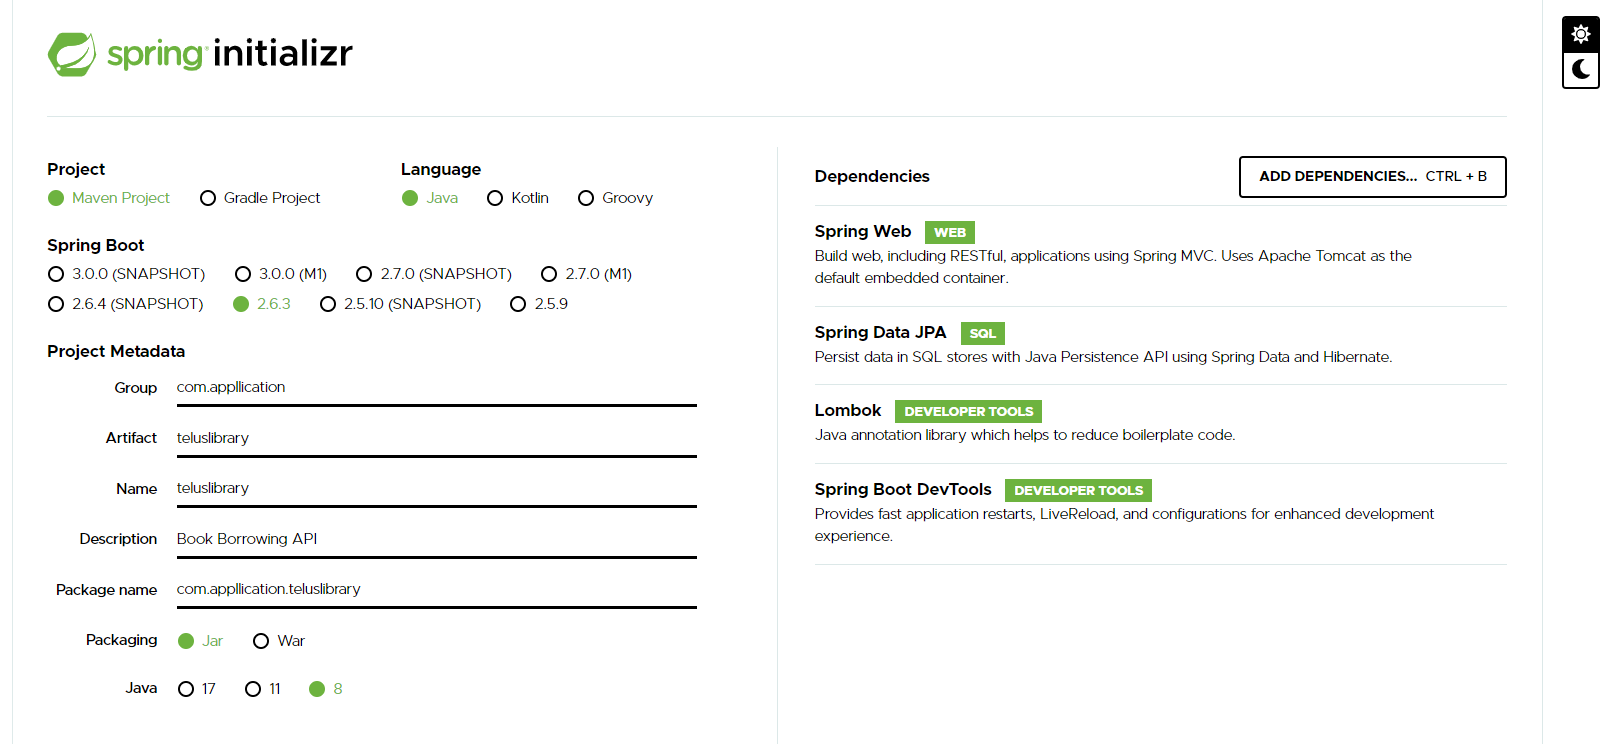 spring initializr
Project
Maven Project Gradle Project
Language
Java Kotlin Groovy
Spring Boot
3.0.0 (SNAPSHOT) 3.0.0 (M1) 2.7.0 (SNAPSHOT) 2.7.0 (M1)
2.6.4 (SNAPSHOT) 2.6.3 2.5.10 (SNAPSHOT) 2.5.9
Project Metadata
Group com.appllication
Artifact teluslibrary
Name teluslibrary
Description Book Borrowing API
Package name com.appllication.teluslibrary
Packaging Jar War
Java 17 11 8
Dependencies
ADD DEPENDENCIES... CTRL + B
Spring Web WEB
Build web, including RESTful, applications using Spring MVC. Uses Apache Tomcat as the
default embedded container.
Spring Data JPA SQL
Persist data in SQL stores with Java Persistence API using Spring Data and Hibernate.
Lombok DEVELOPER TOOLS
Java annotation library which helps to reduce boilerplate code.
Spring Boot DevTools DEVELOPER TOOLS
Provides fast application restarts, LiveReload, and configurations for enhanced development
experience.